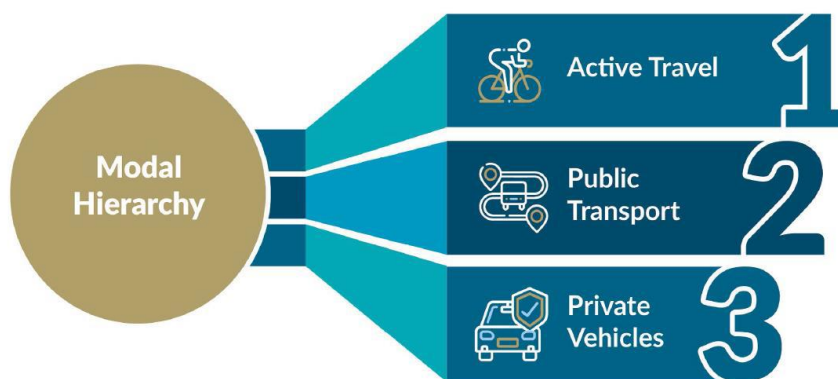 Modal
Hierarchy
Active Travel
1
Public
Transport
2
Private
Vehicles
3